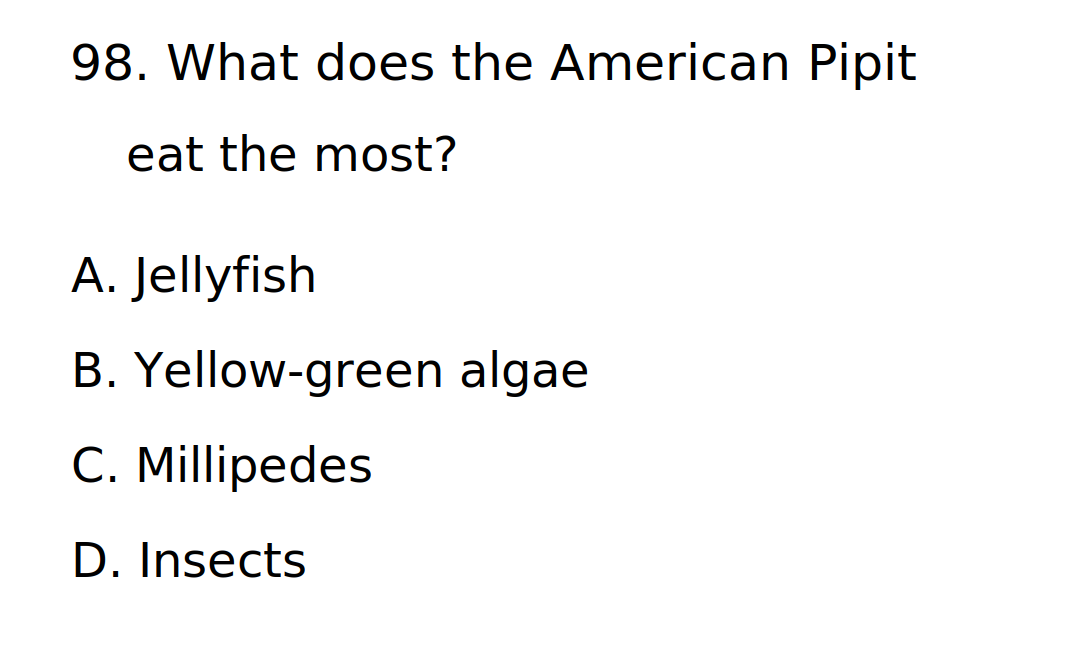 98. What does the American Pipit
eat the most?
A. Jellyfish
B. Yellow-green algae
C. Millipedes
D. Insects